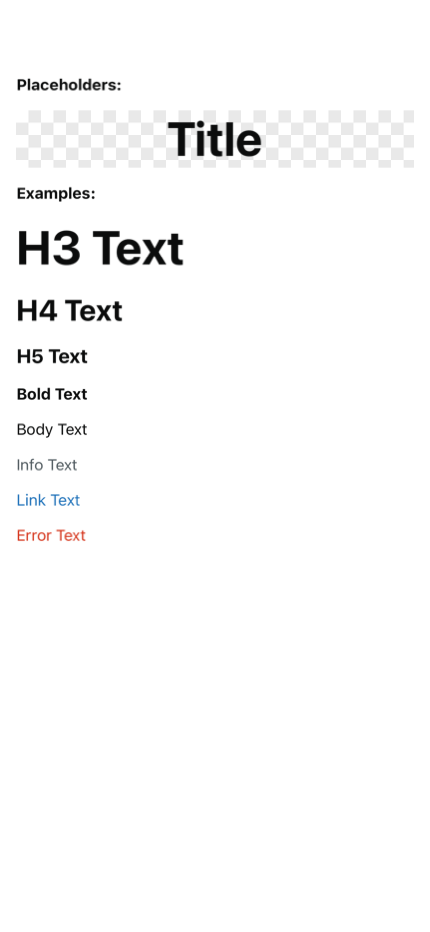 Placeholders:
Title
Examples:
H3 Text
H4 Text
H5 Text
Bold Text
Body Text
Info Text
Link Text
Error Text